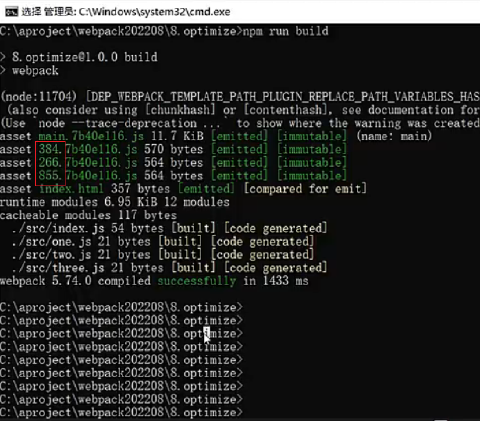 选择 管理员: C:\Windows\system32\cmd.exe
C:\aproject\webpack202208\8.optimize>npm run build
> 8.optimize@1.0.0 build
> webpack
(node:11704) [DEP_WEBPACK_TEMPLATE_PATH_PLUGIN_REPLACE_PATH_VARIABLES_HAS
(also consider using [chunkhash] or [contenthash], see documentation for
(Use `node --trace-deprecation ...` to show where the warning was created
asset main.7b40e116.js 11.7 KiB [emitted] [immutable] (name: main)
asset 384.7b40e116.js 570 bytes [emitted] [immutable]
asset 266.7b40e116.js 564 bytes [emitted] [immutable]
asset 855.7b40e116.js 564 bytes [emitted] [immutable]
asset index.html 357 bytes [emitted] [compared for emit]
runtime modules 6.95 KiB 12 modules
cacheable modules 117 bytes
./src/index.js 54 bytes [built] [code generated]
./src/one.js 21 bytes [built] [code generated]
./src/two.js 21 bytes [built] [code generated]
./src/three.js 21 bytes [built] [code generated]
webpack 5.74.0 compiled successfully in 1433 ms
C:\aproject\webpack202208\8.optimize>
C:\aproject\webpack202208\8.optimize>
C:\aproject\webpack202208\8.optimize>
C:\aproject\webpack202208\8.optimize>
C:\aproject\webpack202208\8.optimize>
C:\aproject\webpack202208\8.optimize>
C:\aproject\webpack202208\8.optimize>
C:\aproject\webpack202208\8.optimize>
C:\aproject\webpack202208\8.optimize>